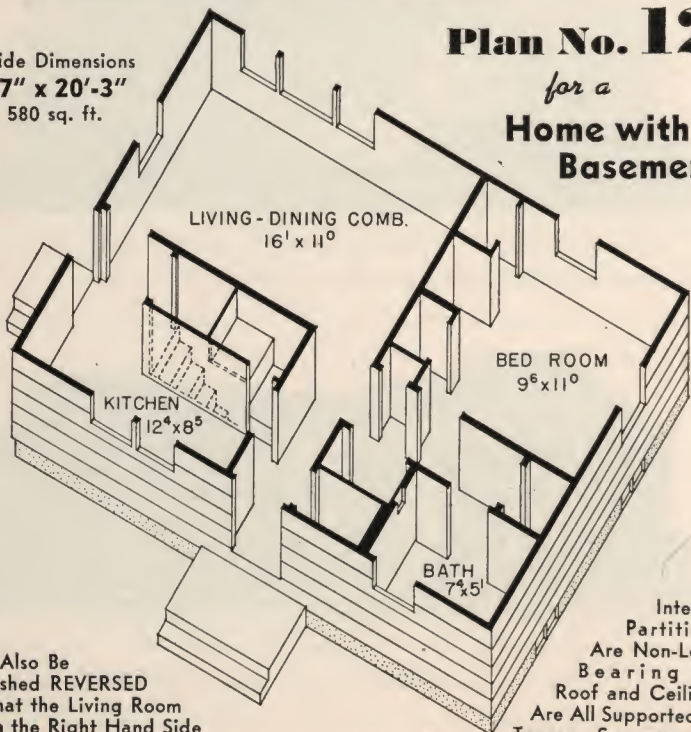 Plan No. 12
for a
Home with
Baseme
ide Dimensions
7" x 20'-3"
580 sq. ft.
LIVING-DINING COMB.
16' x 11⁰
BED ROOM
9⁶x11⁰
KITCHEN
12⁴x8⁵
BATH
7⁴x5'
Also Be
shed REVERSED
hat the Living Room
the Right Hand Side
Inte
Partiti
Are Non-L
Bearing
Roof and Ceili
Are All Supported